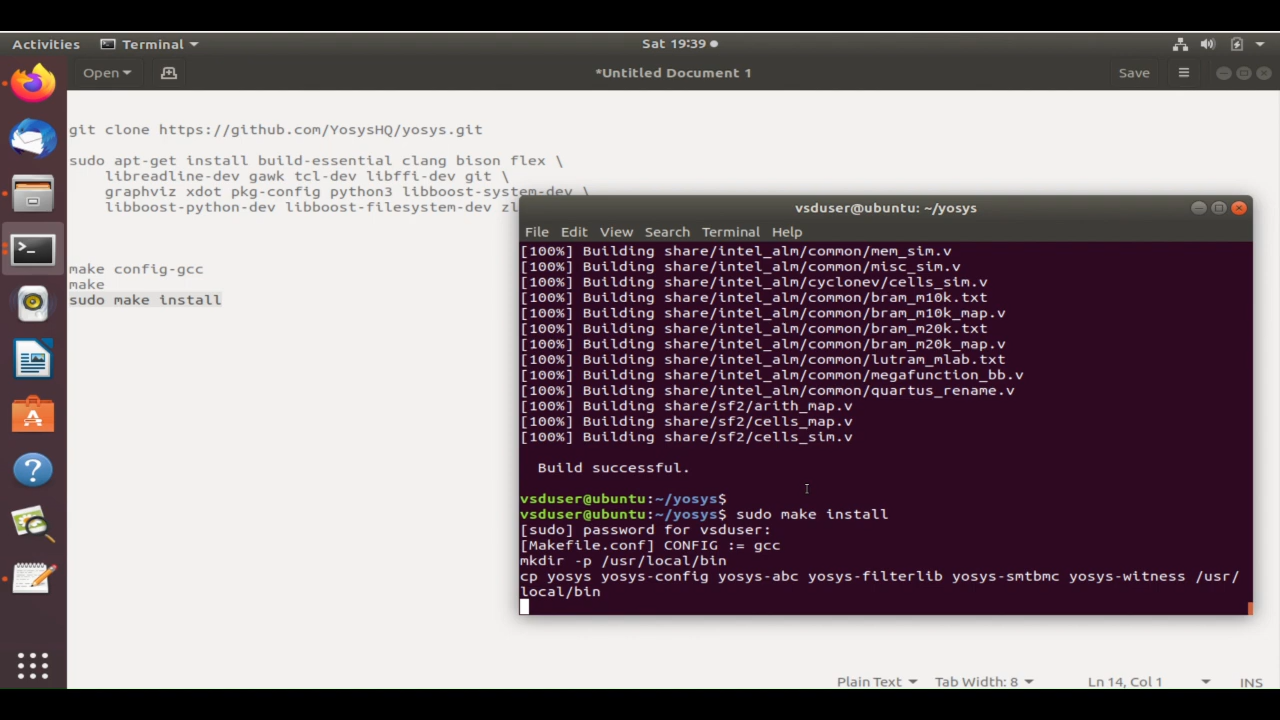 Activities
Terminal
Sat 19:39
Open
*Untitled Document 1
Save
git clone https://github.com/YosysHQ/yosys.git
sudo apt-get install build-essential clang bison flex \
libreadline-dev gawk tcl-dev libffi-dev git \
graphviz xdot pkg-config python3 libboost-system-dev \
libboost-python-dev libboost-filesystem-dev zl
make config-gcc
make
sudo make install
vsduser@ubuntu: ~/yosys
File Edit View Search Terminal Help
[100%] Building share/intel_alm/common/mem_sim.v
[100%] Building share/intel_alm/common/misc_sim.v
[100%] Building share/intel_alm/cyclonev/cells_sim.v
[100%] Building share/intel_alm/common/bram_m10k.txt
[100%] Building share/intel_alm/common/bram_m10k_map.v
[100%] Building share/intel_alm/common/bram_m20k.txt
[100%] Building share/intel_alm/common/bram_m20k_map.v
[100%] Building share/intel_alm/common/lutram_mlab.txt
[100%] Building share/intel_alm/common/megafunction_bb.v
[100%] Building share/intel_alm/common/quartus_rename.v
[100%] Building share/sf2/arith_map.v
[100%] Building share/sf2/cells_map.v
[100%] Building share/sf2/cells_sim.v
Build successful.
vsduser@ubuntu:~/yosys$
vsduser@ubuntu:~/yosys$ sudo make install
[sudo] password for vsduser:
[Makefile.conf] CONFIG := gcc
mkdir -p /usr/local/bin
cp yosys yosys-config yosys-abc yosys-filterlib yosys-smtbmc yosys-witness /usr/
local/bin
Plain Text
Tab Width: 8
Ln 14, Col 1
INS